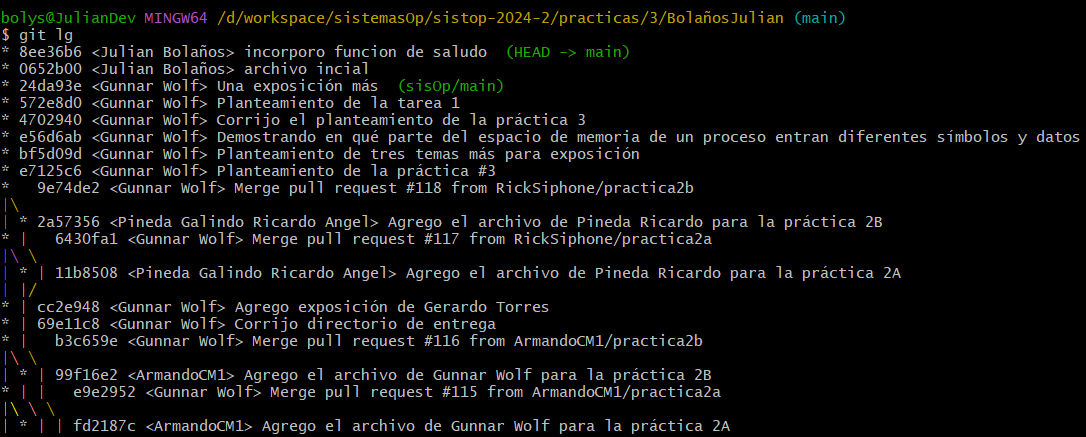 bolys@JulianDev MINGW64 /d/workspace/sistemasOp/sistop-2024-2/practicas/3/BolañosJulian (main)
$ git lg
* 8ee36b6 <Julian Bolaños> incorporo funcion de saludo  (HEAD -> main)
* 0652b00 <Julian Bolaños> archivo incial
* 24da93e <Gunnar Wolf> Una exposición más  (sisOp/main)
* 572e8d0 <Gunnar Wolf> Planteamiento de la tarea 1
* 4702940 <Gunnar Wolf> Corrijo el planteamiento de la práctica 3
* e56d6ab <Gunnar Wolf> Demostrando en qué parte del espacio de memoria de un proceso entran diferentes símbolos y datos
* bf5d09d <Gunnar Wolf> Planteamiento de tres temas más para exposición
* e7125c6 <Gunnar Wolf> Planteamiento de la práctica #3
*   9e74de2 <Gunnar Wolf> Merge pull request #118 from RickSiphone/practica2b
|\
| * 2a57356 <Pineda Galindo Ricardo Angel> Agrego el archivo de Pineda Ricardo para la práctica 2B
* |   6430fa1 <Gunnar Wolf> Merge pull request #117 from RickSiphone/practica2a
|\ \
| * | 11b8508 <Pineda Galindo Ricardo Angel> Agrego el archivo de Pineda Ricardo para la práctica 2A
| |/
* | cc2e948 <Gunnar Wolf> Agrego exposición de Gerardo Torres
* | 69e11c8 <Gunnar Wolf> Corrijo directorio de entrega
* |   b3c659e <Gunnar Wolf> Merge pull request #116 from ArmandoCM1/practica2b
|\ \
| * | 99f16e2 <ArmandoCM1> Agrego el archivo de Gunnar Wolf para la práctica 2B
* | |   e9e2952 <Gunnar Wolf> Merge pull request #115 from ArmandoCM1/practica2a
|\ \ \
| * | | fd2187c <ArmandoCM1> Agrego el archivo de Gunnar Wolf para la práctica 2A